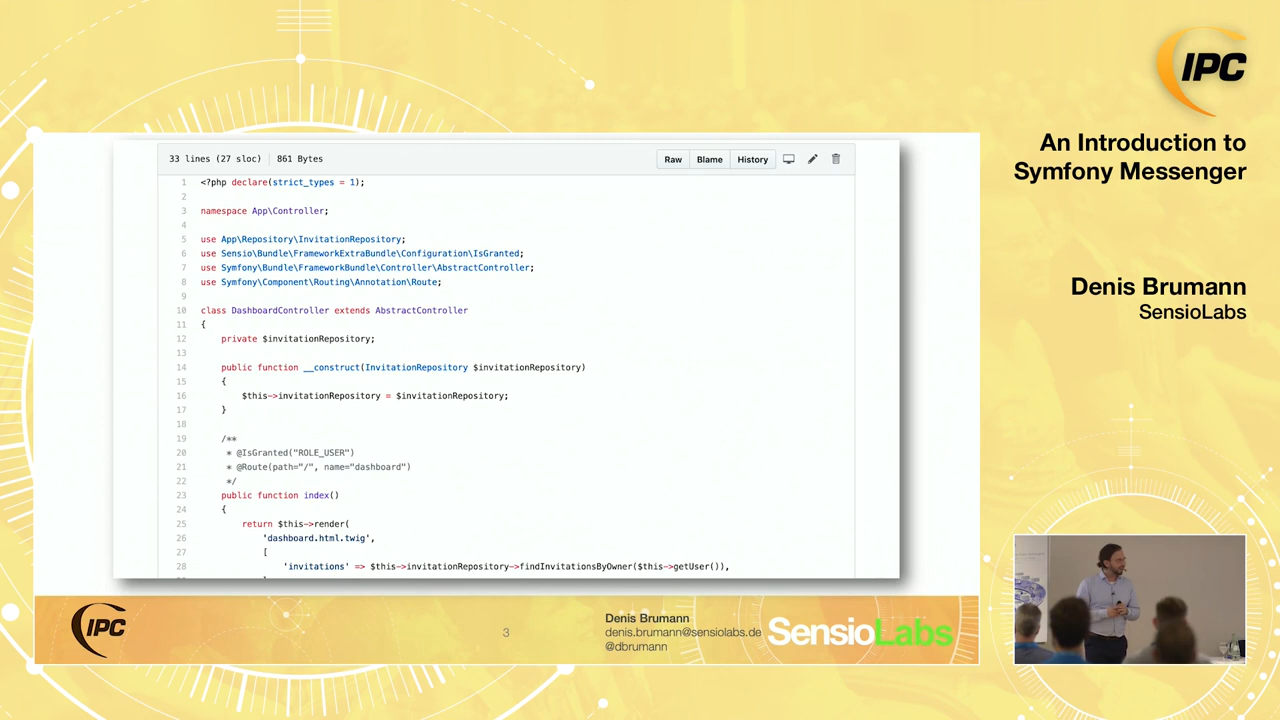 33 lines (27 sloc) 861 Bytes
Raw Blame History
1 <?php declare(strict_types = 1);
2
3 namespace App\Controller;
4
5 use App\Repository\InvitationRepository;
6 use Sensio\Bundle\FrameworkExtraBundle\Configuration\IsGranted;
7 use Symfony\Bundle\FrameworkBundle\Controller\AbstractController;
8 use Symfony\Component\Routing\Annotation\Route;
9
10 class DashboardController extends AbstractController
11 {
12 private $invitationRepository;
13
14 public function __construct(InvitationRepository $invitationRepository)
15 {
16 $this->invitationRepository = $invitationRepository;
17 }
18
19 /**
20 * @IsGranted("ROLE_USER")
21 * @Route(path="/", name="dashboard")
22 */
23 public function index()
24 {
25 return $this->render(
26 'dashboard.html.twig',
27 [
28 'invitations' => $this->invitationRepository->findInvitationsByOwner($this->getUser()),
IPC
3
Denis Brumann
denis.brumann@sensiolabs.de
@dbrumann
SensioLabs
IPC
An Introduction to
Symfony Messenger
Denis Brumann
SensioLabs